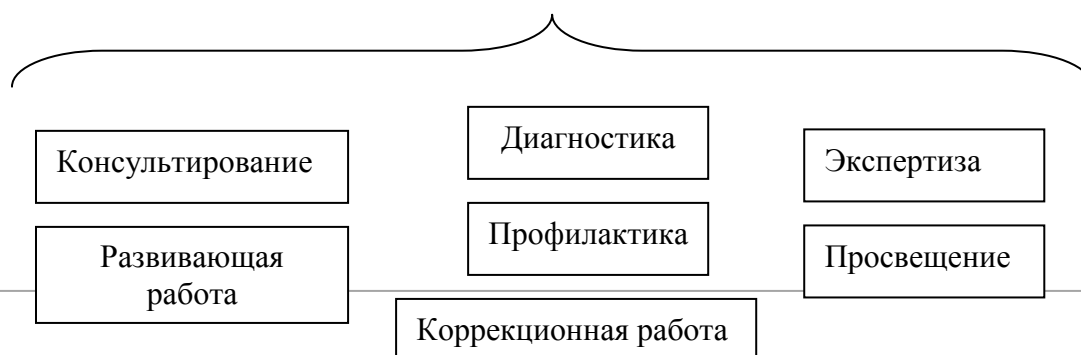 Консультирование
Диагностика
Экспертиза
Развивающая
работа
Профилактика
Просвещение
Коррекционная работа